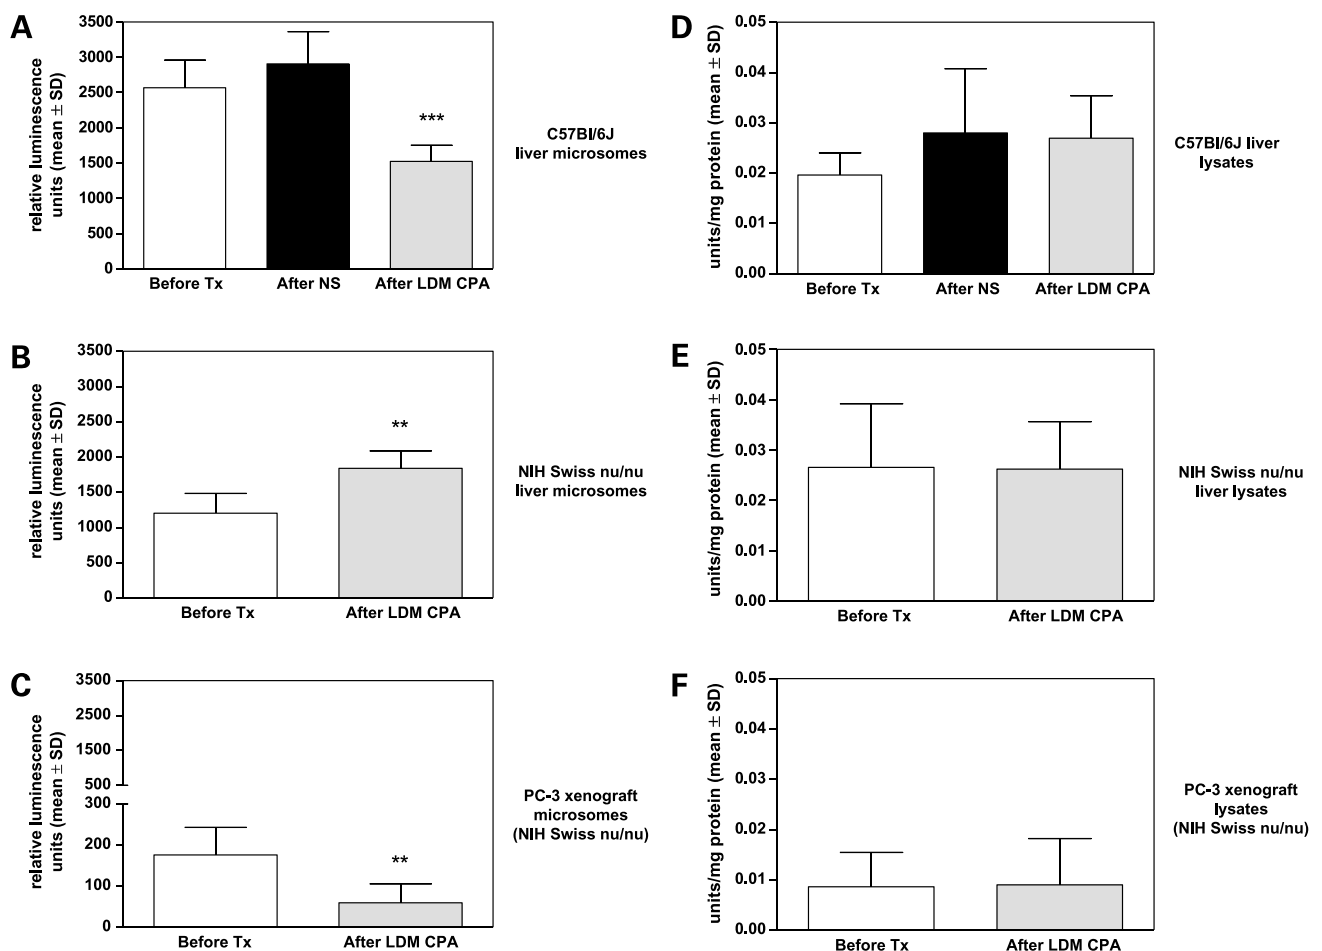 A
relative luminescence
units (mean ± SD)
3500
3000
2500
2000
1500
1000
500
0
***
Before Tx
After NS
After LDM CPA
C57Bl/6J
liver microsomes
D
units/mg protein (mean ± SD)
0.05
0.04
0.03
0.02
0.01
0.00
Before Tx
After NS
After LDM CPA
C57Bl/6J liver
lysates
B
relative luminescence
units (mean ± SD)
3500
3000
2500
2000
1500
1000
500
0
**
Before Tx
After LDM CPA
NIH Swiss nu/nu
liver microsomes
E
units/mg protein (mean ± SD)
0.05
0.04
0.03
0.02
0.01
0.00
Before Tx
After LDM CPA
NIH Swiss nu/nu
liver lysates
C
relative luminescence
units (mean ± SD)
3500
2500
1500
500
300
200
100
0
**
Before Tx
After LDM CPA
PC-3 xenograft
microsomes
(NIH Swiss nu/nu)
F
units/mg protein (mean ± SD)
0.05
0.04
0.03
0.02
0.01
0.00
Before Tx
After LDM CPA
PC-3 xenograft
lysates
(NIH Swiss nu/nu)